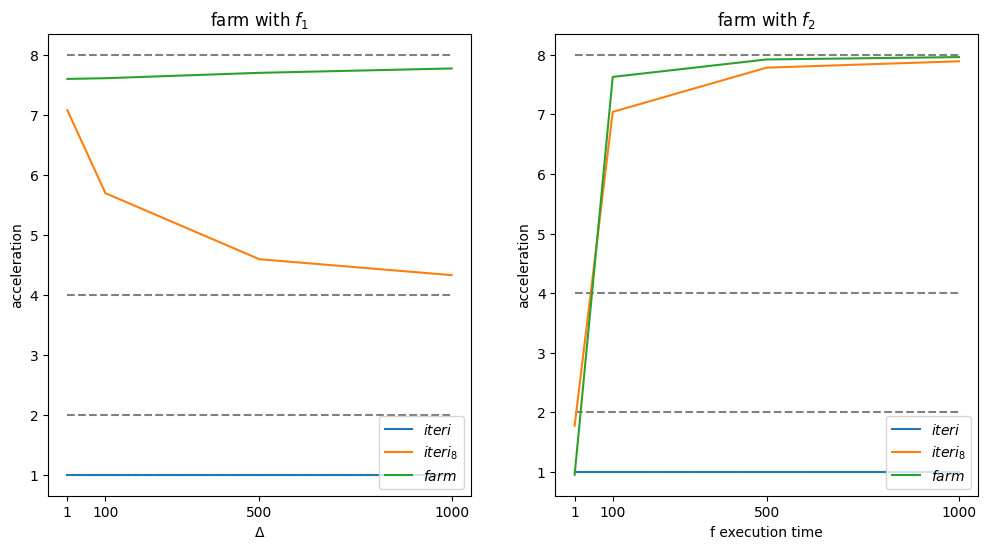 farm with f₁
acceleration
8
7
6
5
4
3
2
1
1 100 500 1000
Δ
iteri
iteri₈
farm
farm with f₂
acceleration
8
7
6
5
4
3
2
1
1 100 500 1000
f execution time
iteri
iteri₈
farm